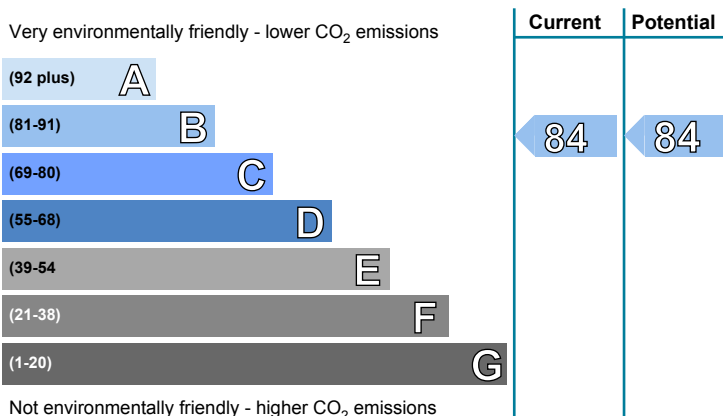 Current Potential
Very environmentally friendly - lower CO₂ emissions
(92 plus) A
(81-91) B
84 84
(69-80) C
(55-68) D
(39-54 E
(21-38) F
(1-20) G
Not environmentally friendly - higher CO₂ emissions